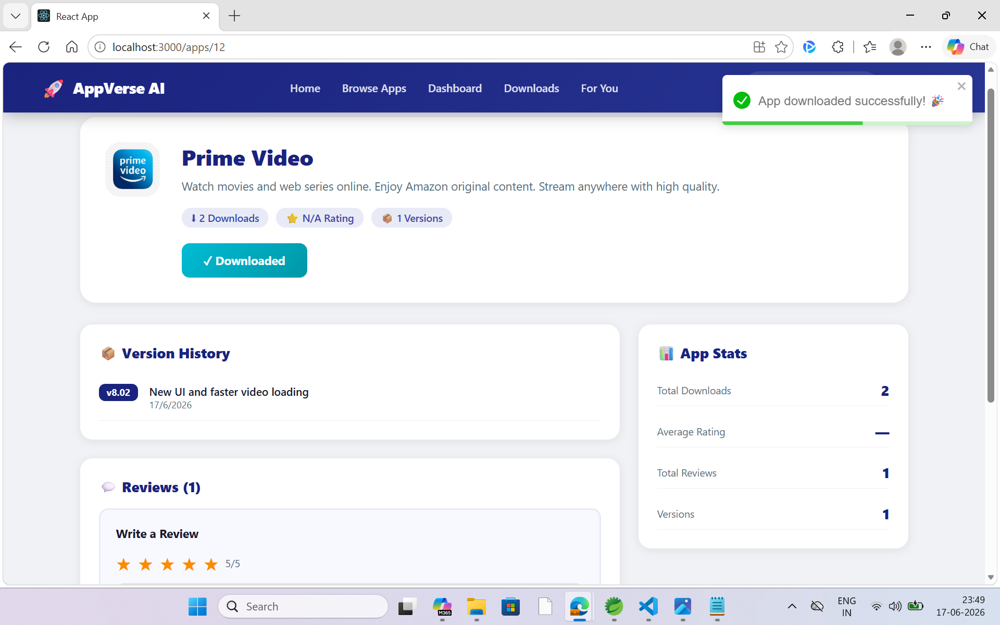 React App
localhost:3000/apps/12
Chat
AppVerse AI
Home
Browse Apps
Dashboard
Downloads
For You
App downloaded successfully! 🎉
prime
video
Prime Video
Watch movies and web series online. Enjoy Amazon original content. Stream anywhere with high quality.
⬇ 2 Downloads
⭐ N/A Rating
📦 1 Versions
✓ Downloaded
📦 Version History
v8.02
New UI and faster video loading
17/6/2026
📊 App Stats
Total Downloads
2
Average Rating
—
Total Reviews
1
Versions
1
💬 Reviews (1)
Write a Review
★ ★ ★ ★ ★ 5/5
Search
M365
ENG
IN
23:49
17-06-2026